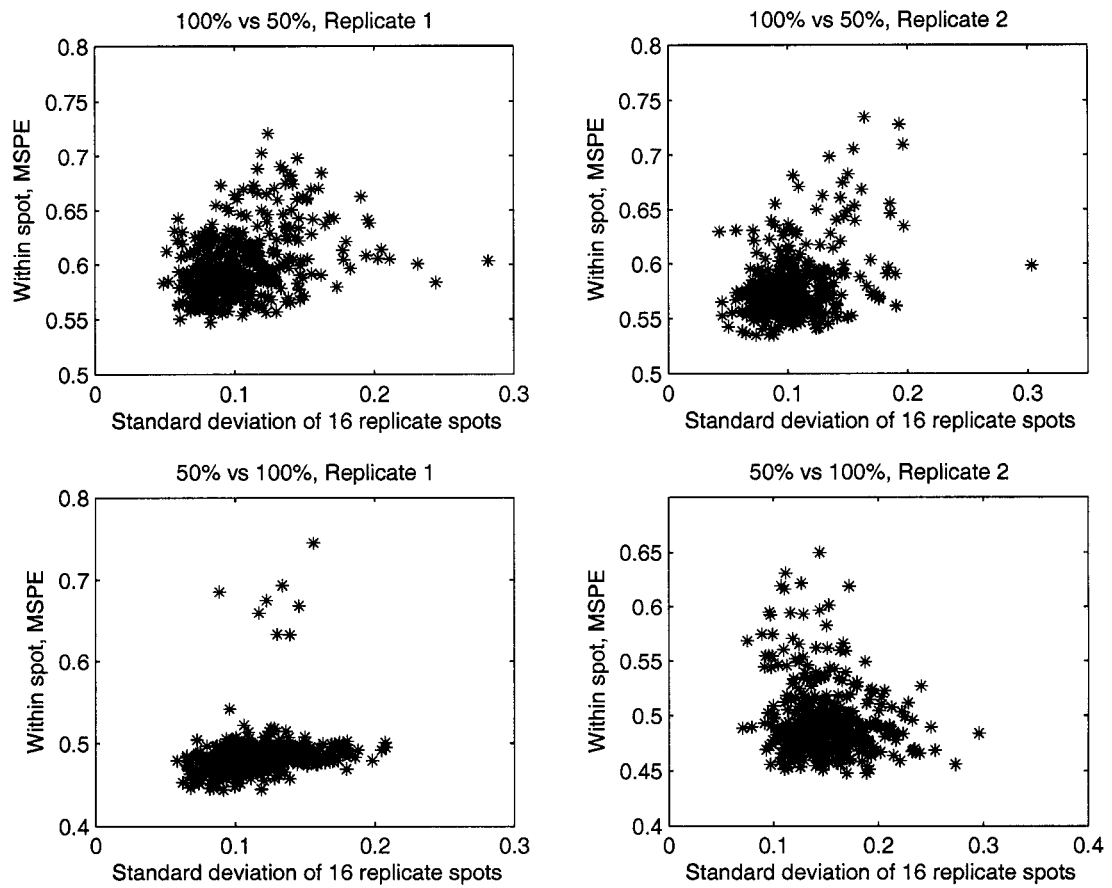 100% vs 50%, Replicate 1
0.8
0.75
0.7
0.65
0.6
0.55
0.5
Within spot, MSPE
0 0.1 0.2 0.3
Standard deviation of 16 replicate spots
100% vs 50%, Replicate 2
0.8
0.75
0.7
0.65
0.6
0.55
0.5
Within spot, MSPE
0 0.1 0.2 0.3
Standard deviation of 16 replicate spots
50% vs 100%, Replicate 1
0.8
0.7
0.6
0.5
0.4
Within spot, MSPE
0 0.1 0.2 0.3
Standard deviation of 16 replicate spots
50% vs 100%, Replicate 2
0.65
0.6
0.55
0.5
0.45
0.4
Within spot, MSPE
0 0.1 0.2 0.3 0.4
Standard deviation of 16 replicate spots